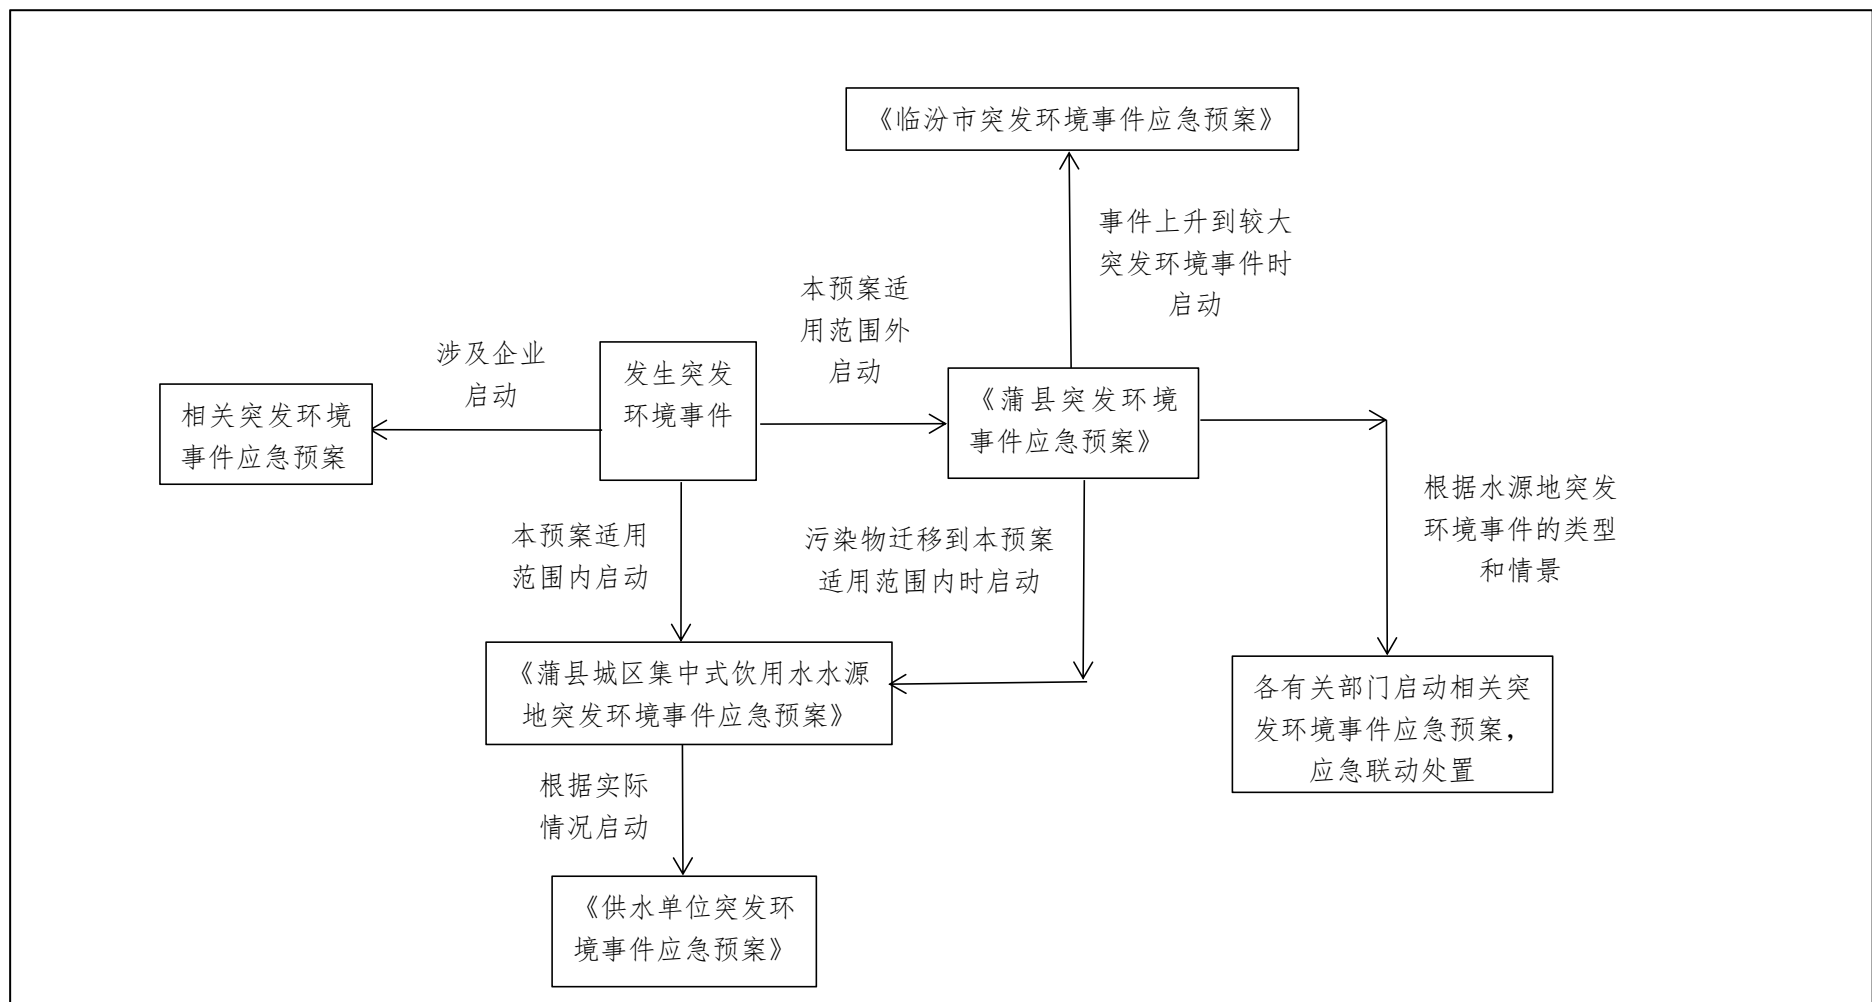 《临汾市突发环境事件应急预案》
事件上升到较大
突发环境事件时
启动
本预案适
用范围外
启动
涉及企业
启动
发生突发
环境事件
相关突发环境
事件应急预案
《蒲县突发环境
事件应急预案》
根据水源地突发
环境事件的类型
和情景
本预案适用
范围内启动
污染物迁移到本预案
适用范围内时启动
《蒲县城区集中式饮用水水源
地突发环境事件应急预案》
各有关部门启动相关突
发环境事件应急预案，
应急联动处置
根据实际
情况启动
《供水单位突发环
境事件应急预案》